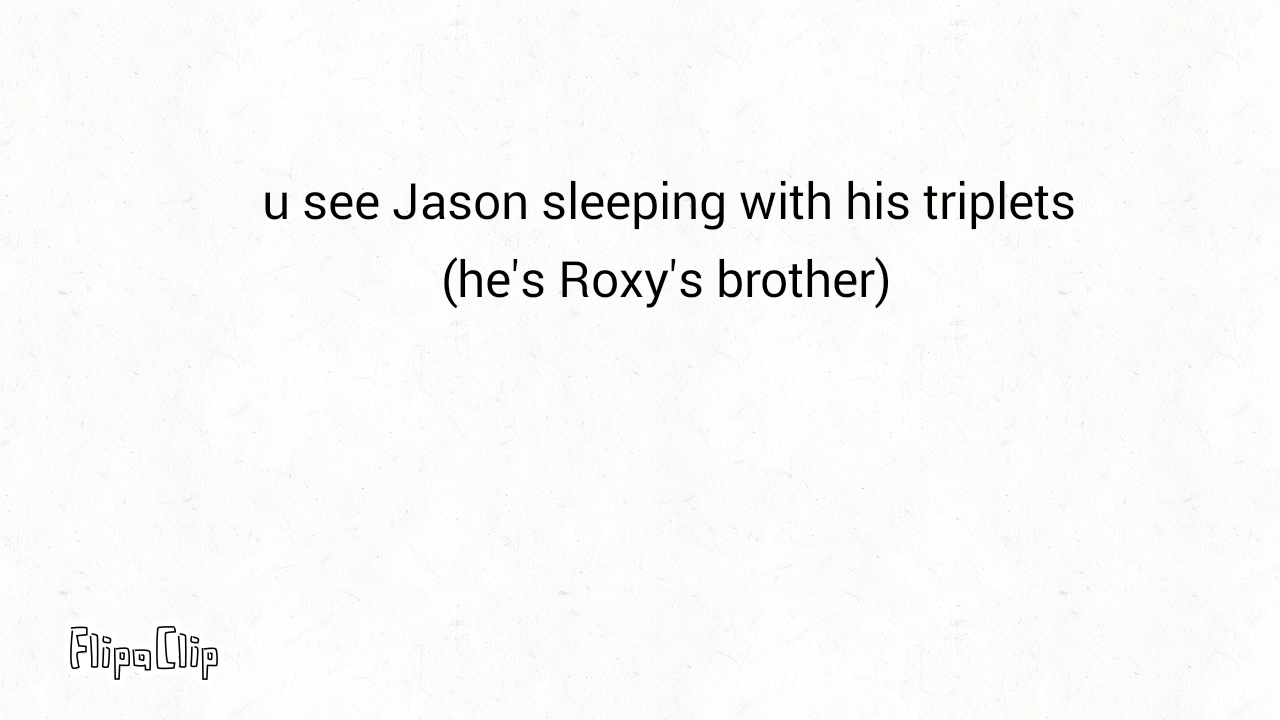 u see Jason sleeping with his triplets
(he's Roxy's brother)
FlipaClip